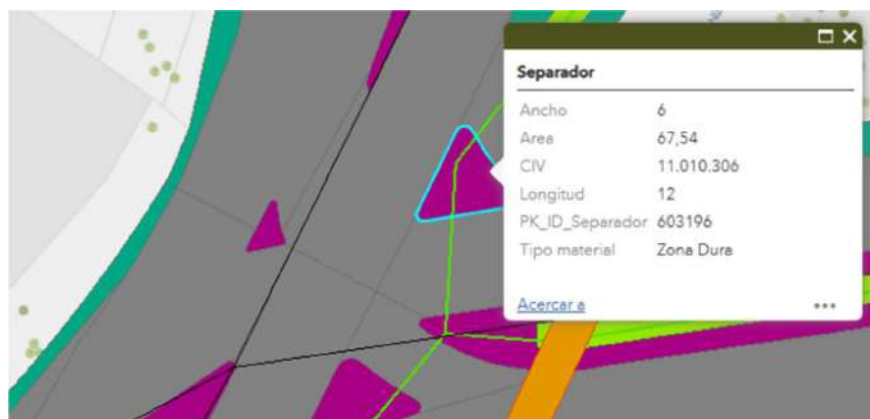 Separador
Ancho 6
Area 67,54
CIV 11.010.306
Longitud 12
PK_ID_Separador 603196
Tipo material Zona Dura
Acercar a